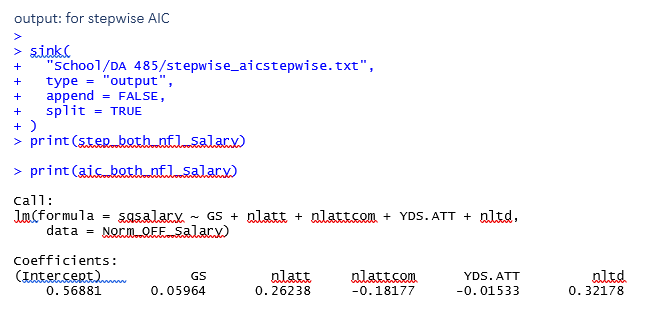 output: for stepwise AIC
>
> sink(
+   "School/DA 485/stepwise_aicstepwise.txt",
+   type = "output",
+   append = FALSE,
+   split = TRUE
+ )
> print(step_both_nfl_Salary)
> print(aic_both_nfl_Salary)
Call:
lm(formula = sqsalary ~ GS + nlatt + nlattcom + YDS.ATT + nltd,
    data = Norm_OFF_Salary)
Coefficients:
(Intercept)           GS        nlatt     nlattcom      YDS.ATT         nltd
    0.56881      0.05964      0.26238     -0.18177     -0.01533      0.32178